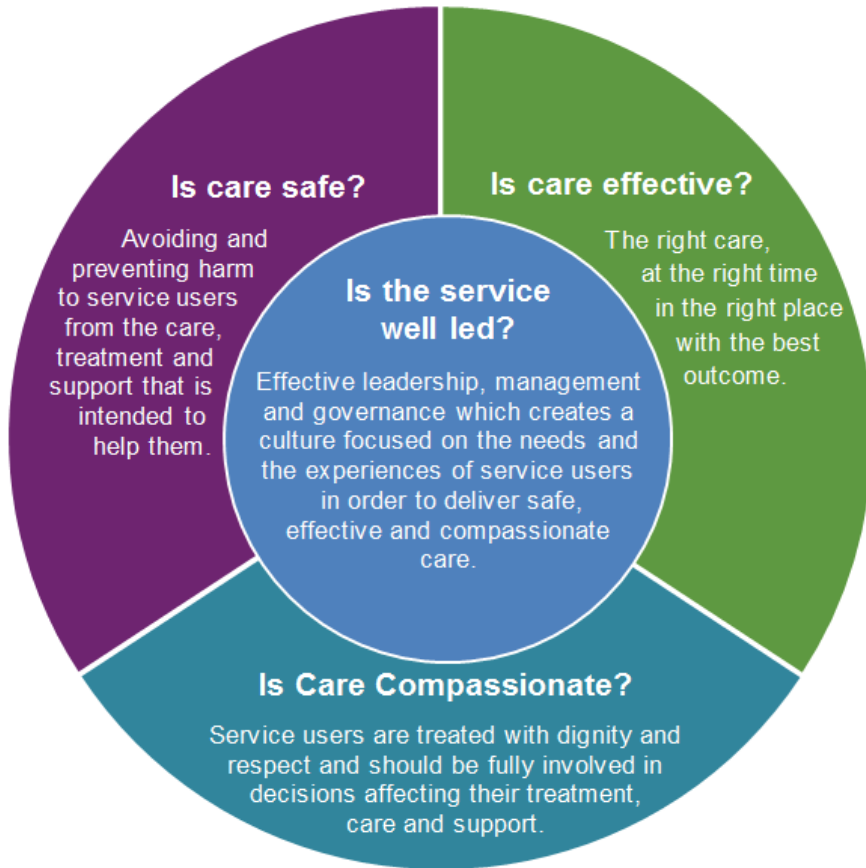 Is care safe?
Avoiding and
preventing harm
to service users
from the care,
treatment and
support that is
intended to
help them.
Is care effective?
The right care,
at the right time
in the right place
with the best
outcome.
Is the service
well led?
Effective leadership, management
and governance which creates a
culture focused on the needs and
the experiences of service users
in order to deliver safe,
effective and compassionate
care.
Is Care Compassionate?
Service users are treated with dignity and
respect and should be fully involved in
decisions affecting their treatment,
care and support.